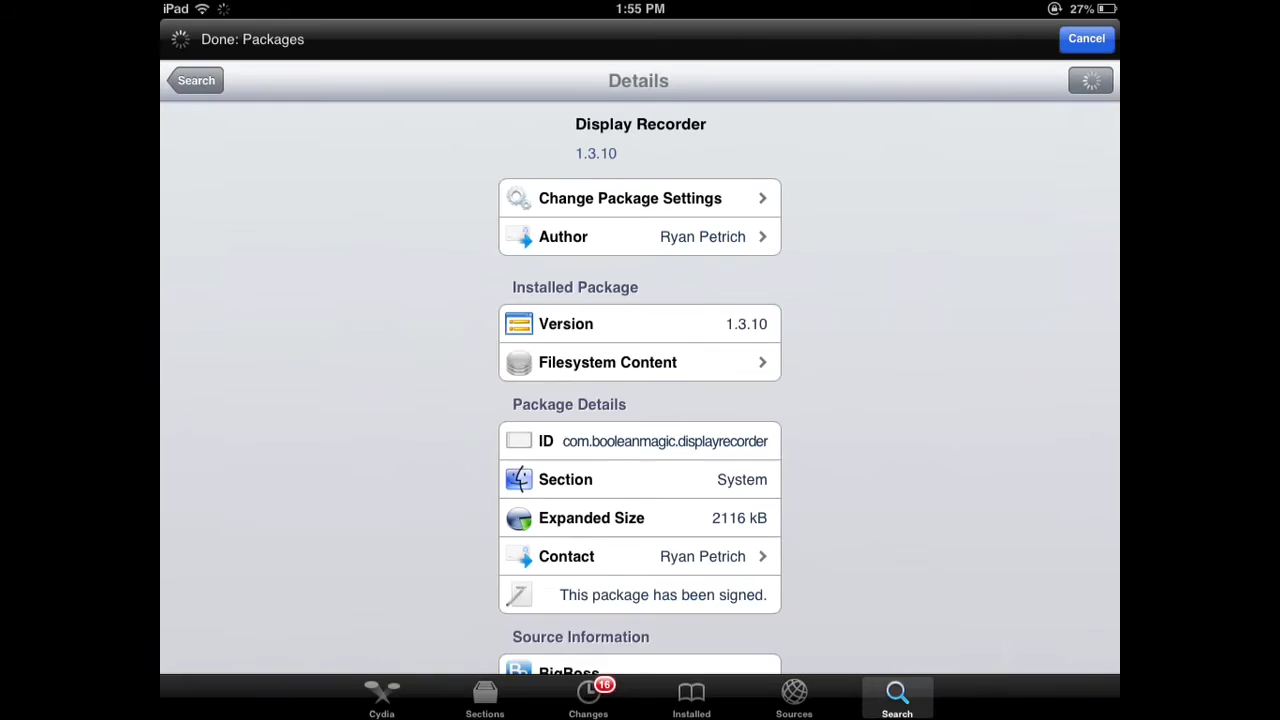 iPad 1:55 PM 27%
Done: Packages Cancel
Search Details
Display Recorder
1.3.10
Change Package Settings
Author Ryan Petrich
Installed Package
Version 1.3.10
Filesystem Content
Package Details
ID com.booleanmagic.displayrecorder
Section System
Expanded Size 2116 kB
Contact Ryan Petrich
This package has been signed.
Source Information
BigBoss
16
Cydia Sections Changes Installed Sources Search